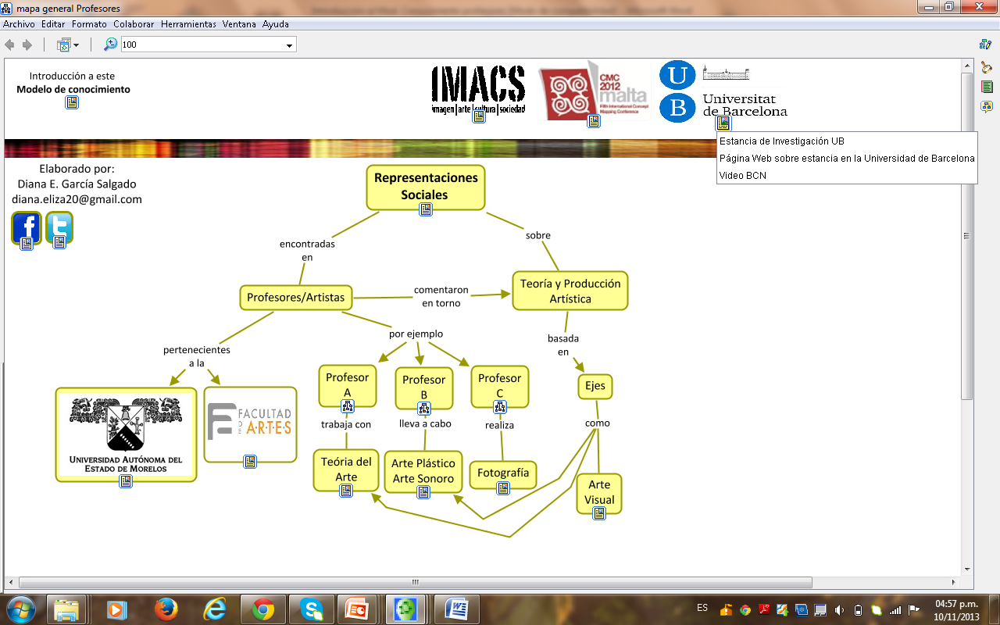 mapa general Profesores
Archivo Editar Formato Colaborar Herramientas Ventana Ayuda
100
Introducción a este
Modelo de conocimiento
IMACS
imagen|arte|cultura|sociedad
CMC
2012
malta
Fifth International Concept
Mapping Conference
U
B
Universitat
de Barcelona
Estancia de Investigación UB
Página Web sobre estancia en la Universidad de Barcelona
Video BCN
Elaborado por:
Diana E. García Salgado
diana.eliza20@gmail.com
Representaciones
Sociales
encontradas
en
sobre
Profesores/Artistas
comentaron
en torno
Teoría y Producción
Artística
pertenecientes
a la
por ejemplo
basada
en
UNIVERSIDAD AUTÓNOMA DEL
ESTADO DE MORELOS
FACULTAD
DE ARTES
Profesor
A
Profesor
B
Profesor
C
Ejes
trabaja con
lleva a cabo
realiza
como
Teória del
Arte
Arte Plástico
Arte Sonoro
Fotografía
Arte
Visual
ES
04:57 p.m.
10/11/2013